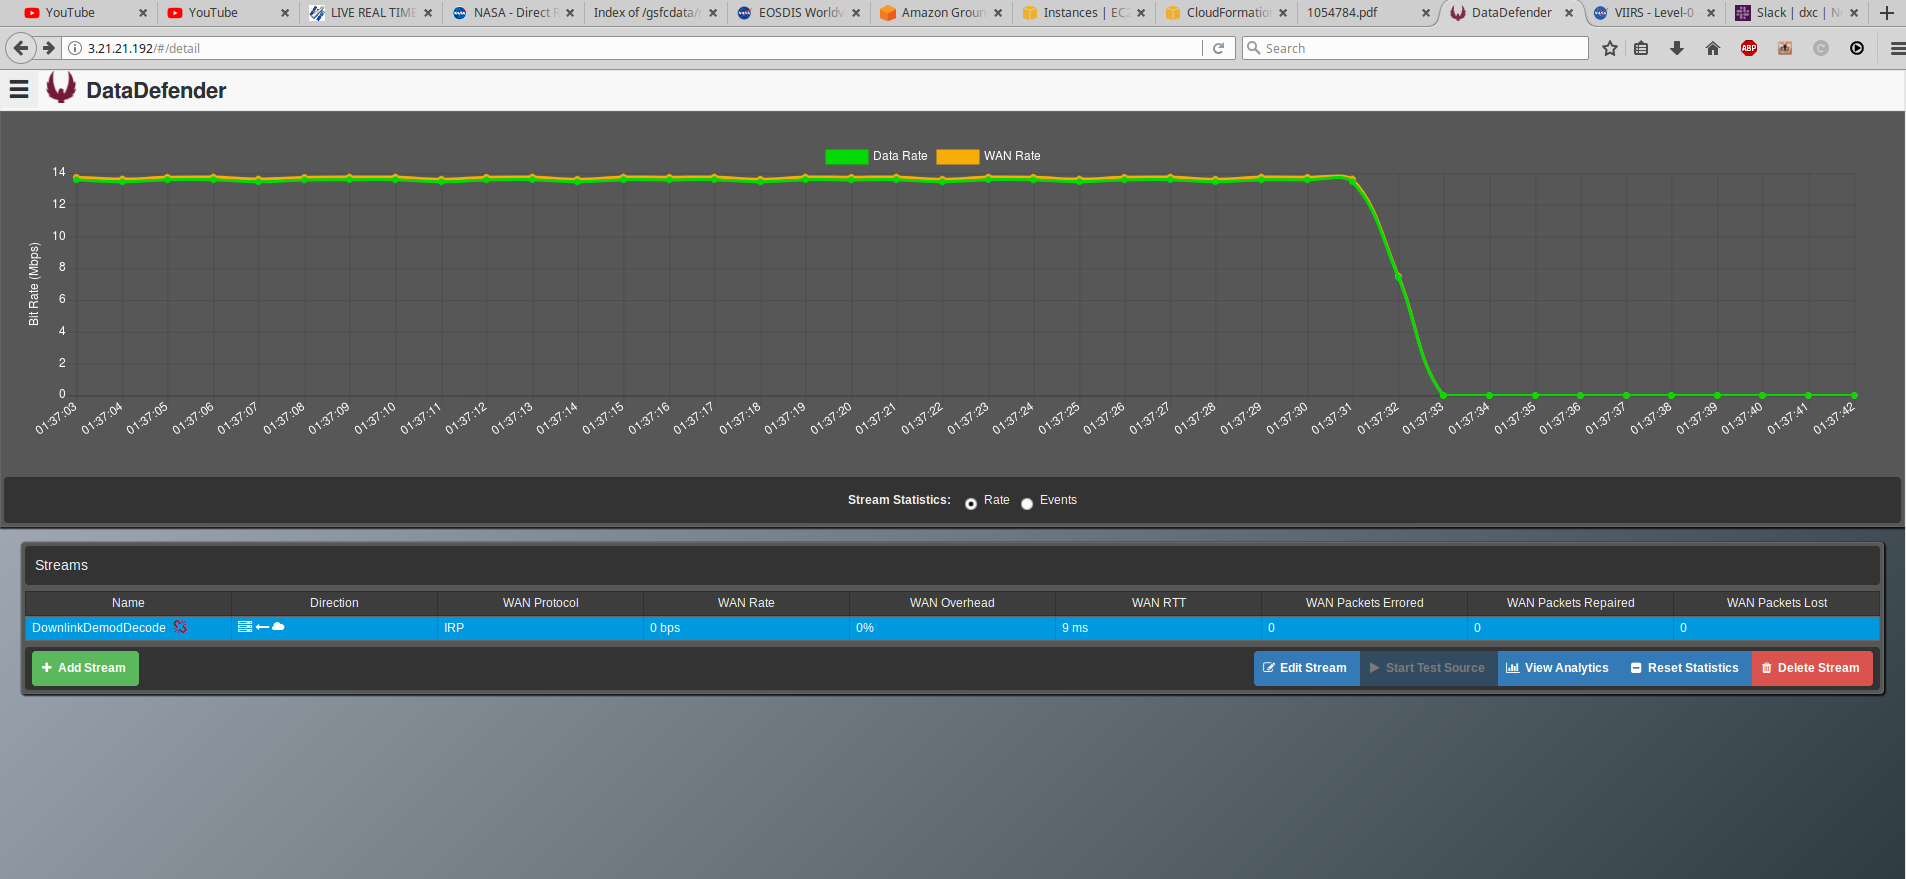 YouTube YouTube LIVE REAL TIME NASA - Direct R Index of /gsfcdata/ EOSDIS Worldv Amazon Groun Instances | EC2 CloudFormatio 1054784.pdf DataDefender VIIRS - Level-0 Slack | dxc | N
3.21.21.192/#/detail Search ABP
DataDefender
Data Rate WAN Rate
Bit Rate (Mbps)
14
12
10
8
6
4
2
0
01:37:03 01:37:04 01:37:05 01:37:06 01:37:07 01:37:08 01:37:09 01:37:10 01:37:11 01:37:12 01:37:13 01:37:14 01:37:15 01:37:16 01:37:17 01:37:18 01:37:19 01:37:20 01:37:21 01:37:22 01:37:23 01:37:24 01:37:25 01:37:26 01:37:27 01:37:28 01:37:29 01:37:30 01:37:31 01:37:32 01:37:33 01:37:34 01:37:35 01:37:36 01:37:37 01:37:38 01:37:39 01:37:40 01:37:41 01:37:42
Stream Statistics: Rate Events
Streams
Name Direction WAN Protocol WAN Rate WAN Overhead WAN RTT WAN Packets Errored WAN Packets Repaired WAN Packets Lost
DownlinkDemodDecode IRP 0 bps 0% 9 ms 0 0 0
Add Stream Edit Stream Start Test Source View Analytics Reset Statistics Delete Stream